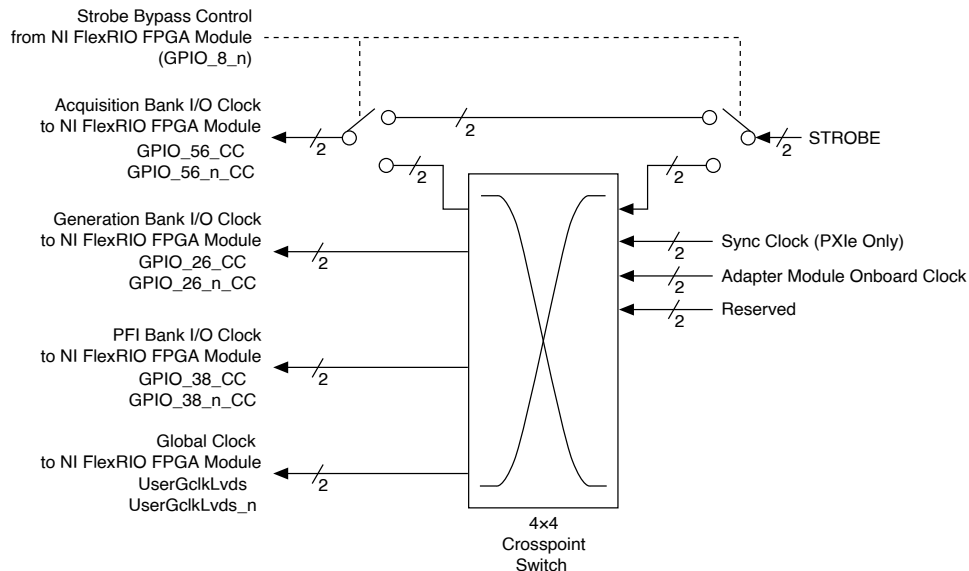 Strobe Bypass Control
from NI FlexRIO FPGA Module
(GPIO_8_n)
Acquisition Bank I/O Clock
to NI FlexRIO FPGA Module
GPIO_56_CC
GPIO_56_n_CC
2
2
2
STROBE
2
2
Generation Bank I/O Clock
to NI FlexRIO FPGA Module
GPIO_26_CC
GPIO_26_n_CC
2
2
Sync Clock (PXIe Only)
2
Adapter Module Onboard Clock
2
Reserved
PFI Bank I/O Clock
to NI FlexRIO FPGA Module
GPIO_38_CC
GPIO_38_n_CC
2
Global Clock
to NI FlexRIO FPGA Module
UserGclkLvds
UserGclkLvds_n
2
4×4
Crosspoint
Switch